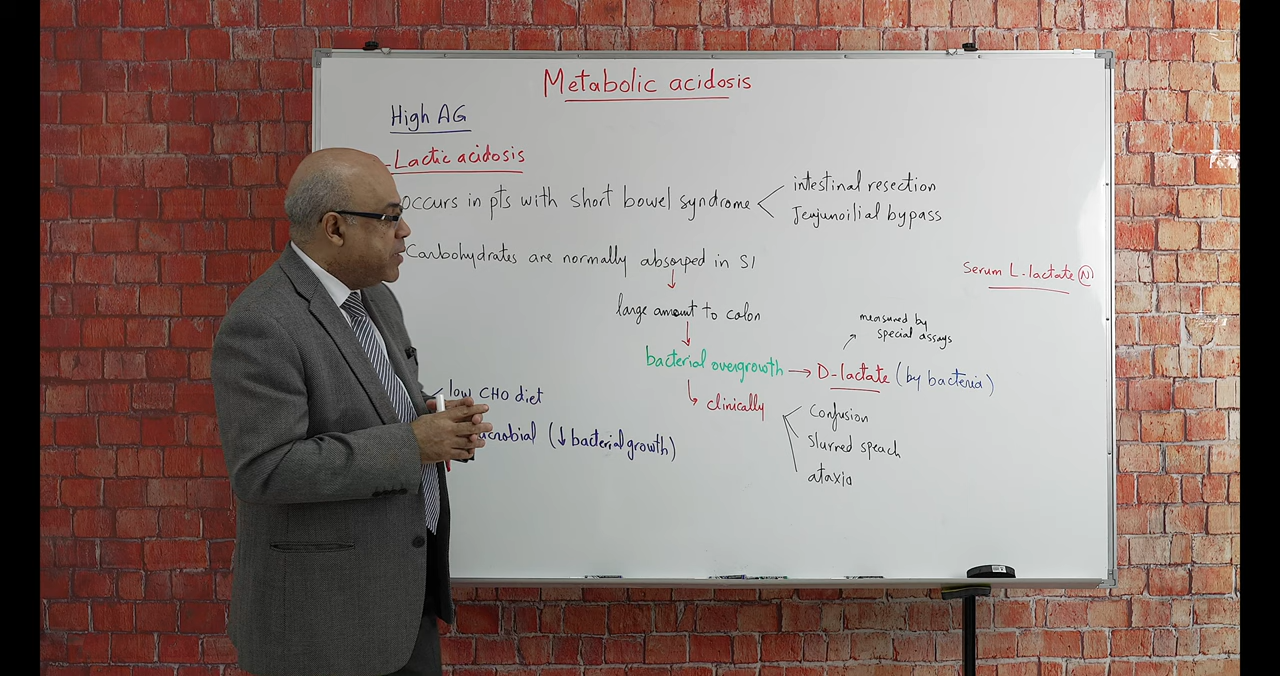 Metabolic acidosis
High AG
Lactic acidosis
occurs in pts with short bowel syndrome
intestinal resection
Jenjunoilial bypass
Carbohydrates are normally absorped in SI
large amount to colon
bacterial overgrowth → D-lactate (by bacteria)
measured by
special assays
Serum L-lactate Ⓝ
clinically
Confusion
Slurred speach
ataxia
low CHO diet
(↓ bacterial growth)